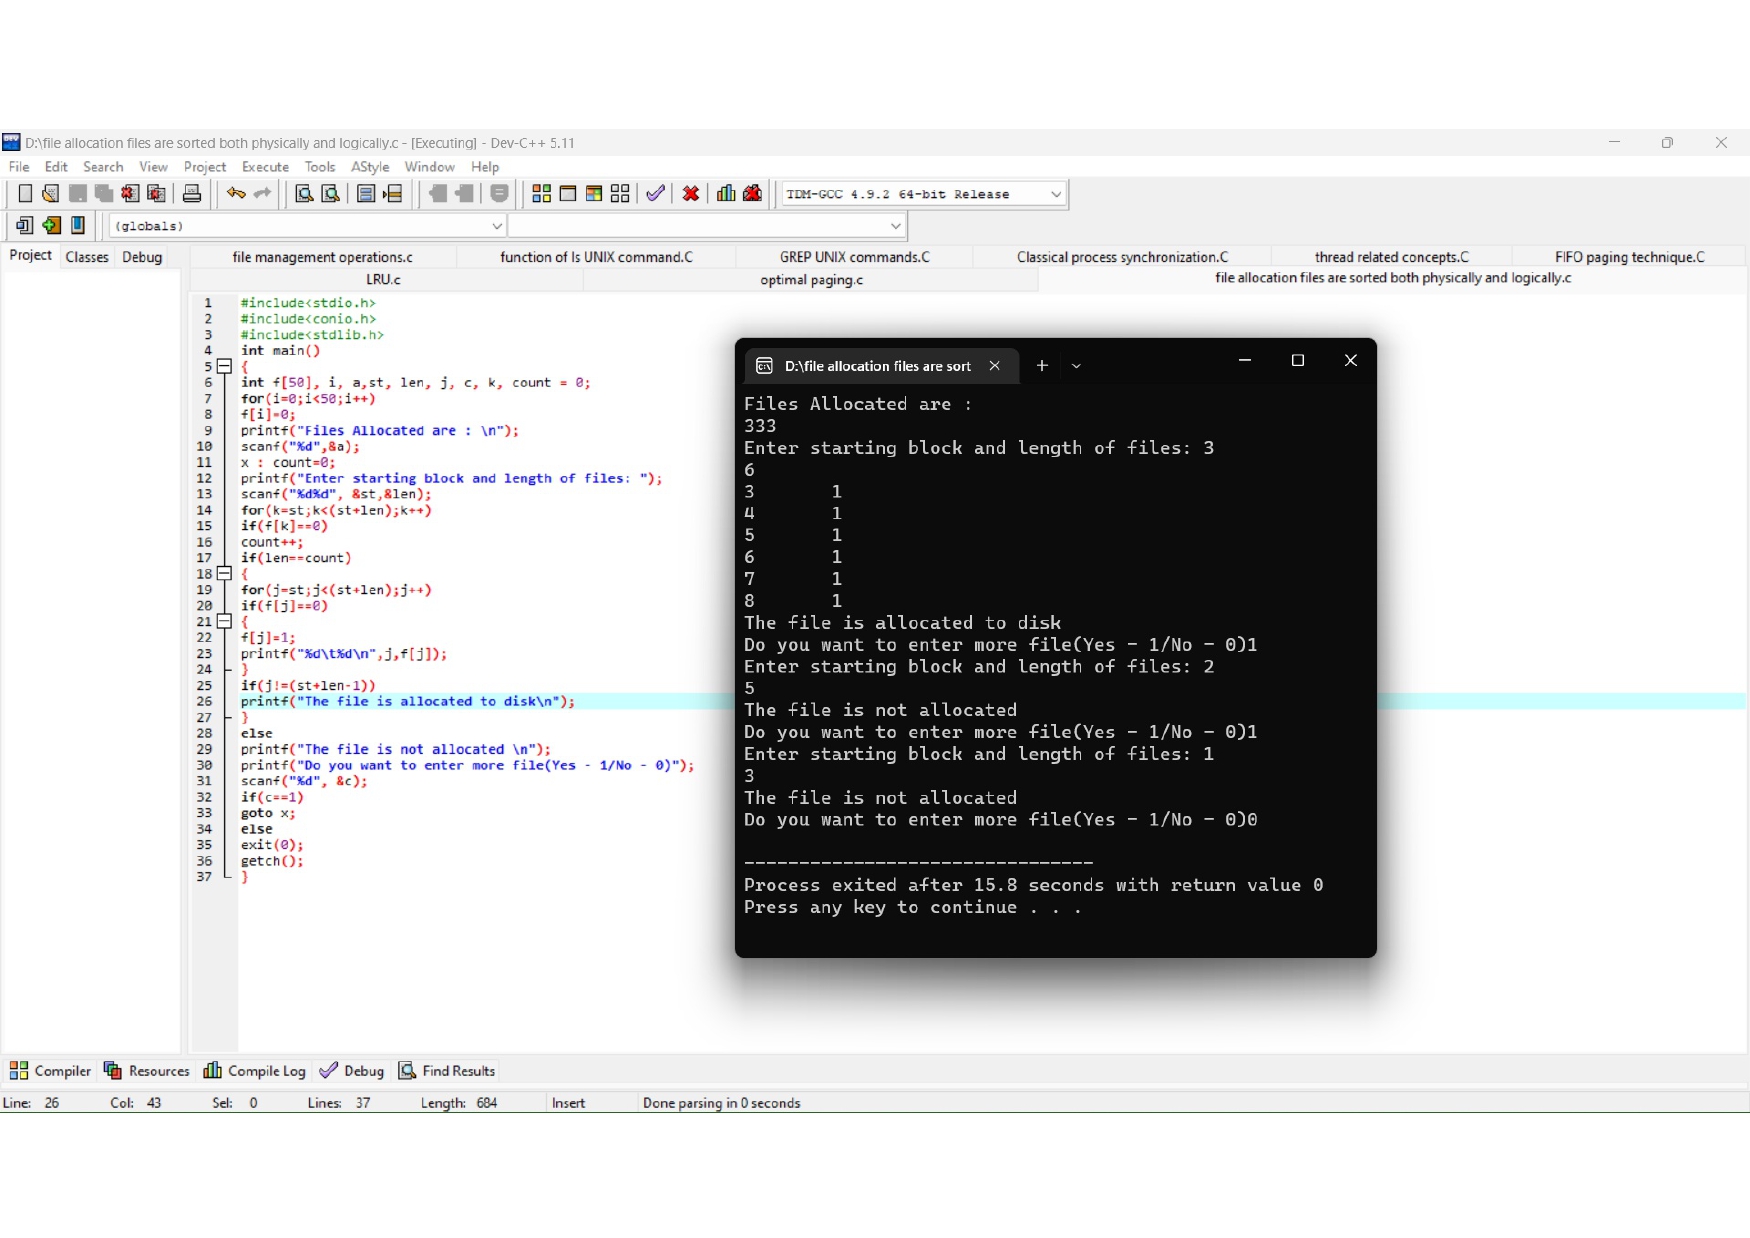 D:\file allocation files are sorted both physically and logically.c - [Executing] - Dev-C++ 5.11
File Edit Search View Project Execute Tools AStyle Window Help
TDM-GCC 4.9.2 64-bit Release
(globals)
Project Classes Debug
file management operations.c function of ls UNIX command.C GREP UNIX commands.C Classical process synchronization.C thread related concepts.C FIFO paging technique.C
LRU.c optimal paging.c file allocation files are sorted both physically and logically.c
1 #include<stdio.h>
2 #include<conio.h>
3 #include<stdlib.h>
4 int main()
5 {
6 int f[50], i, a,st, len, j, c, k, count = 0;
7 for(i=0;i<50;i++)
8 f[i]=0;
9 printf("Files Allocated are : \n");
10 scanf("%d",&a);
11 x : count=0;
12 printf("Enter starting block and length of files: ");
13 scanf("%d%d", &st,&len);
14 for(k=st;k<(st+len);k++)
15 if(f[k]==0)
16 count++;
17 if(len==count)
18 {
19 for(j=st;j<(st+len);j++)
20 if(f[j]==0)
21 {
22 f[j]=1;
23 printf("%d\t%d\n",j,f[j]);
24 }
25 if(j!=(st+len-1))
26 printf("The file is allocated to disk\n");
27 }
28 else
29 printf("The file is not allocated \n");
30 printf("Do you want to enter more file(Yes - 1/No - 0)");
31 scanf("%d", &c);
32 if(c==1)
33 goto x;
34 else
35 exit(0);
36 getch();
37 }
D:\file allocation files are sort
Files Allocated are :
333
Enter starting block and length of files: 3
6
3 1
4 1
5 1
6 1
7 1
8 1
The file is allocated to disk
Do you want to enter more file(Yes - 1/No - 0)1
Enter starting block and length of files: 2
5
The file is not allocated
Do you want to enter more file(Yes - 1/No - 0)1
Enter starting block and length of files: 1
3
The file is not allocated
Do you want to enter more file(Yes - 1/No - 0)0
--------------------------------
Process exited after 15.8 seconds with return value 0
Press any key to continue . . .
Compiler Resources Compile Log Debug Find Results
Line: 26 Col: 43 Sel: 0 Lines: 37 Length: 684 Insert Done parsing in 0 seconds